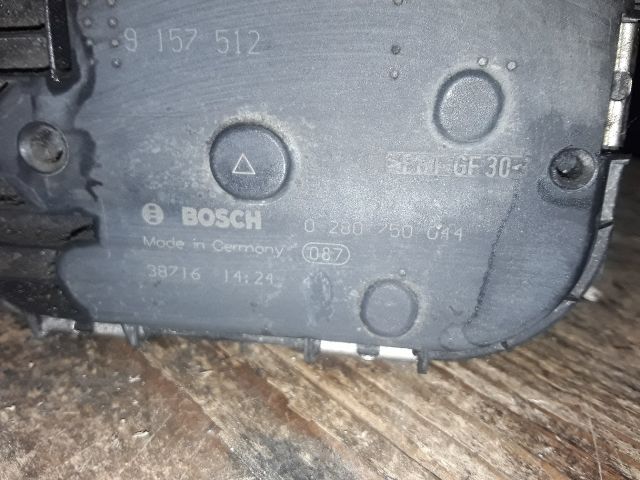 9 157 512
GF30
BOSCH 0 280 750 044
Made in Germany 087
38716 14:24